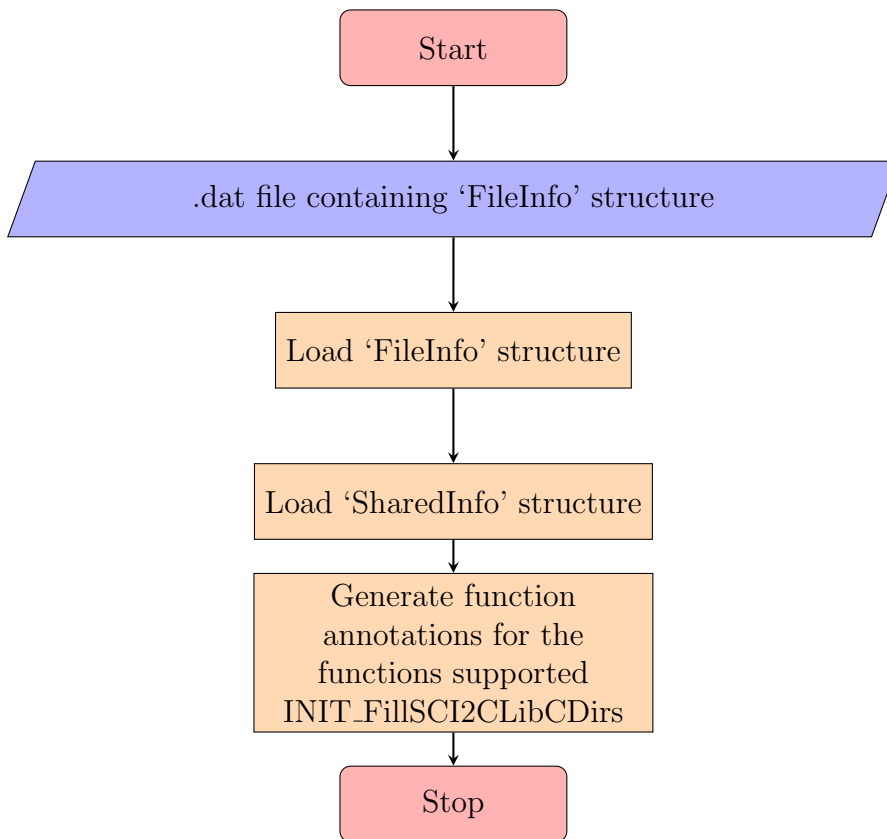 Start
.dat file containing ‘FileInfo’ structure
Load ‘FileInfo’ structure
Load ‘SharedInfo’ structure
Generate function
annotations for the
functions supported
INIT_FillSCI2CLibCDirs
Stop